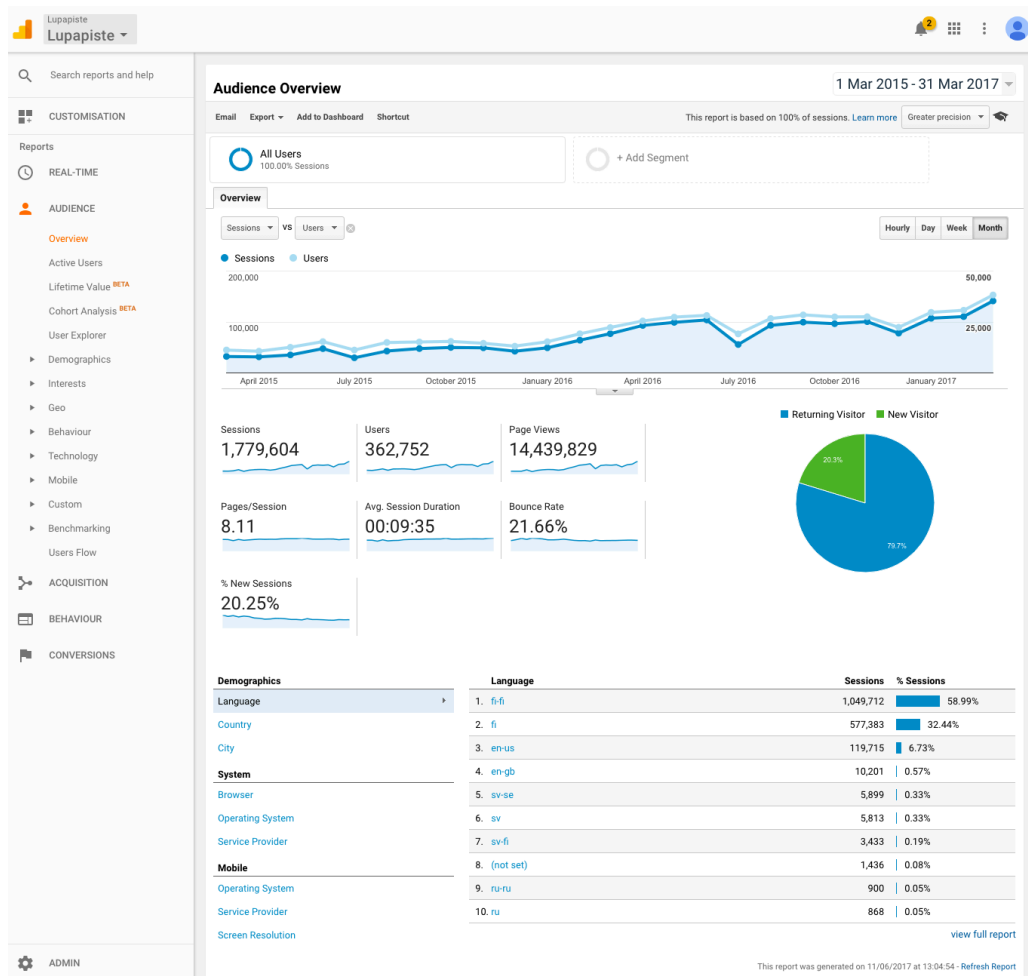 Lupapiste
Lupapiste
2
Search reports and help
CUSTOMISATION
Reports
REAL-TIME
AUDIENCE
Overview
Active Users
Lifetime Value BETA
Cohort Analysis BETA
User Explorer
Demographics
Interests
Geo
Behaviour
Technology
Mobile
Custom
Benchmarking
Users Flow
ACQUISITION
BEHAVIOUR
CONVERSIONS
ADMIN
Audience Overview
1 Mar 2015 - 31 Mar 2017
Email Export Add to Dashboard Shortcut
This report is based on 100% of sessions. Learn more Greater precision
All Users
100.00% Sessions
+ Add Segment
Overview
Sessions VS Users
Hourly Day Week Month
Sessions Users
200,000 50,000
100,000 25,000
April 2015 July 2015 October 2015 January 2016 April 2016 July 2016 October 2016 January 2017
Returning Visitor New Visitor
20.3%
79.7%
Sessions
1,779,604
Users
362,752
Page Views
14,439,829
Pages/Session
8.11
Avg. Session Duration
00:09:35
Bounce Rate
21.66%
% New Sessions
20.25%
Demographics
Language
Country
City
System
Browser
Operating System
Service Provider
Mobile
Operating System
Service Provider
Screen Resolution
Language Sessions % Sessions
1. fi-fi 1,049,712 58.99%
2. fi 577,383 32.44%
3. en-us 119,715 6.73%
4. en-gb 10,201 0.57%
5. sv-se 5,899 0.33%
6. sv 5,813 0.33%
7. sv-fi 3,433 0.19%
8. (not set) 1,436 0.08%
9. ru-ru 900 0.05%
10. ru 868 0.05%
view full report
This report was generated on 11/06/2017 at 13:04:54 - Refresh Report